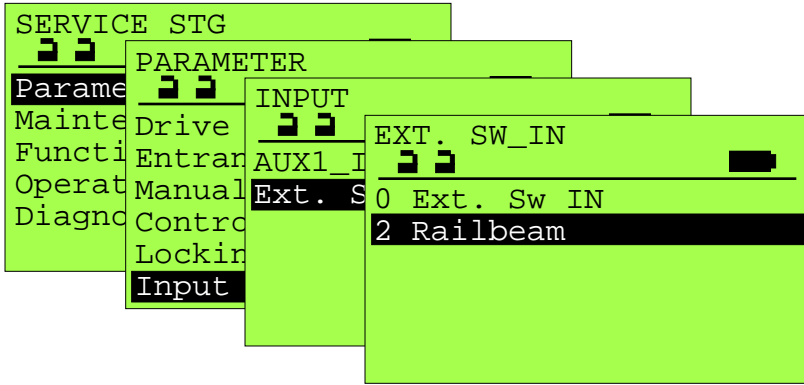 SERVICE STG
Parame
Mainte
Functi
Operat
Diagno
PARAMETER
Drive
Entran
Manual
Contro
Lockin
Input
INPUT
AUX1_I
Ext. S
EXT. SW_IN
0 Ext. Sw IN
2 Railbeam